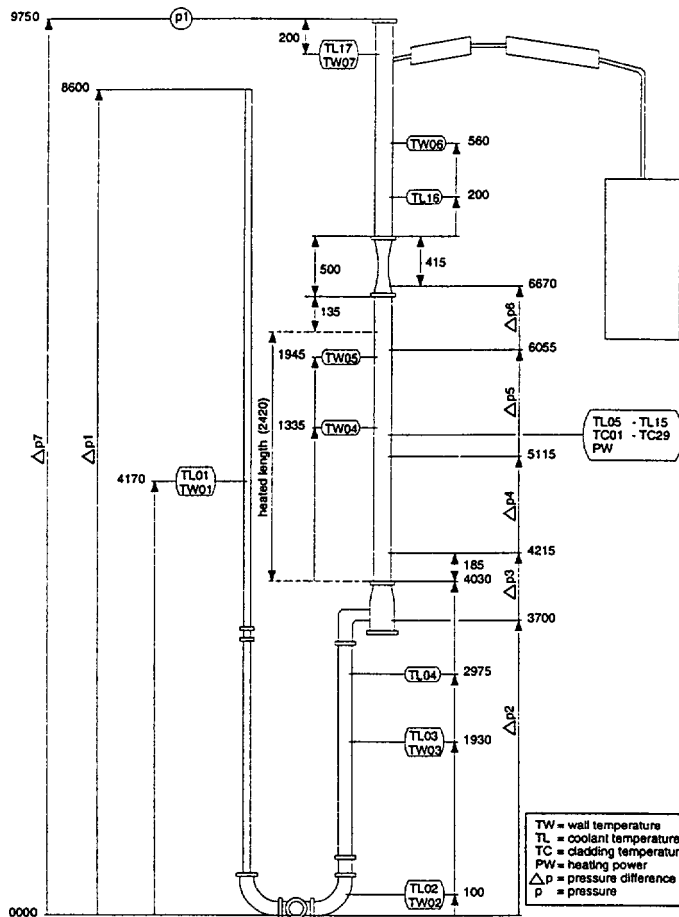 9750
p1
200
TL17
TW07
8600
TW06
560
TL16
200
500
415
6670
135
Δp6
6055
1945
TW05
Δp5
TL05 - TL15
TC01 - TC29
PW
1335
TW04
heated length (2420)
5115
Δp7
Δp1
4170
TL01
TW01
Δp4
4215
185
4030
Δp3
3700
TL04
2975
Δp2
TL03
TW03
1930
TW = wall temperature
TL = coolant temperature
TC = cladding temperatur
PW = heating power
Δp = pressure difference
p = pressure
TL02
TW02
100
0000